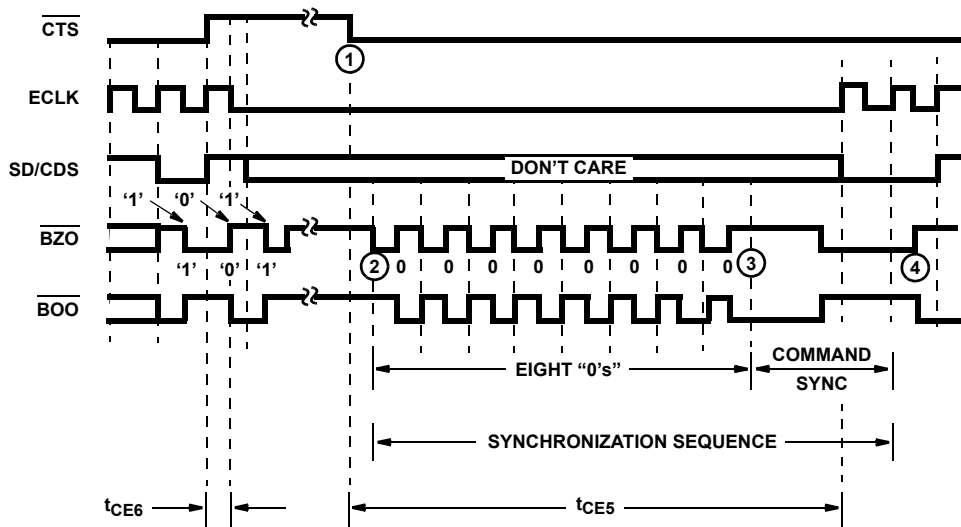 CTS
1
ECLK
SD/CDS
DON'T CARE
'1' '0' '1'
BZO
'1' '0' '1'
2 0 0 0 0 0 0 0 0 3
4
BOO
EIGHT "0's"
COMMAND
SYNC
SYNCHRONIZATION SEQUENCE
tCE6
tCE5